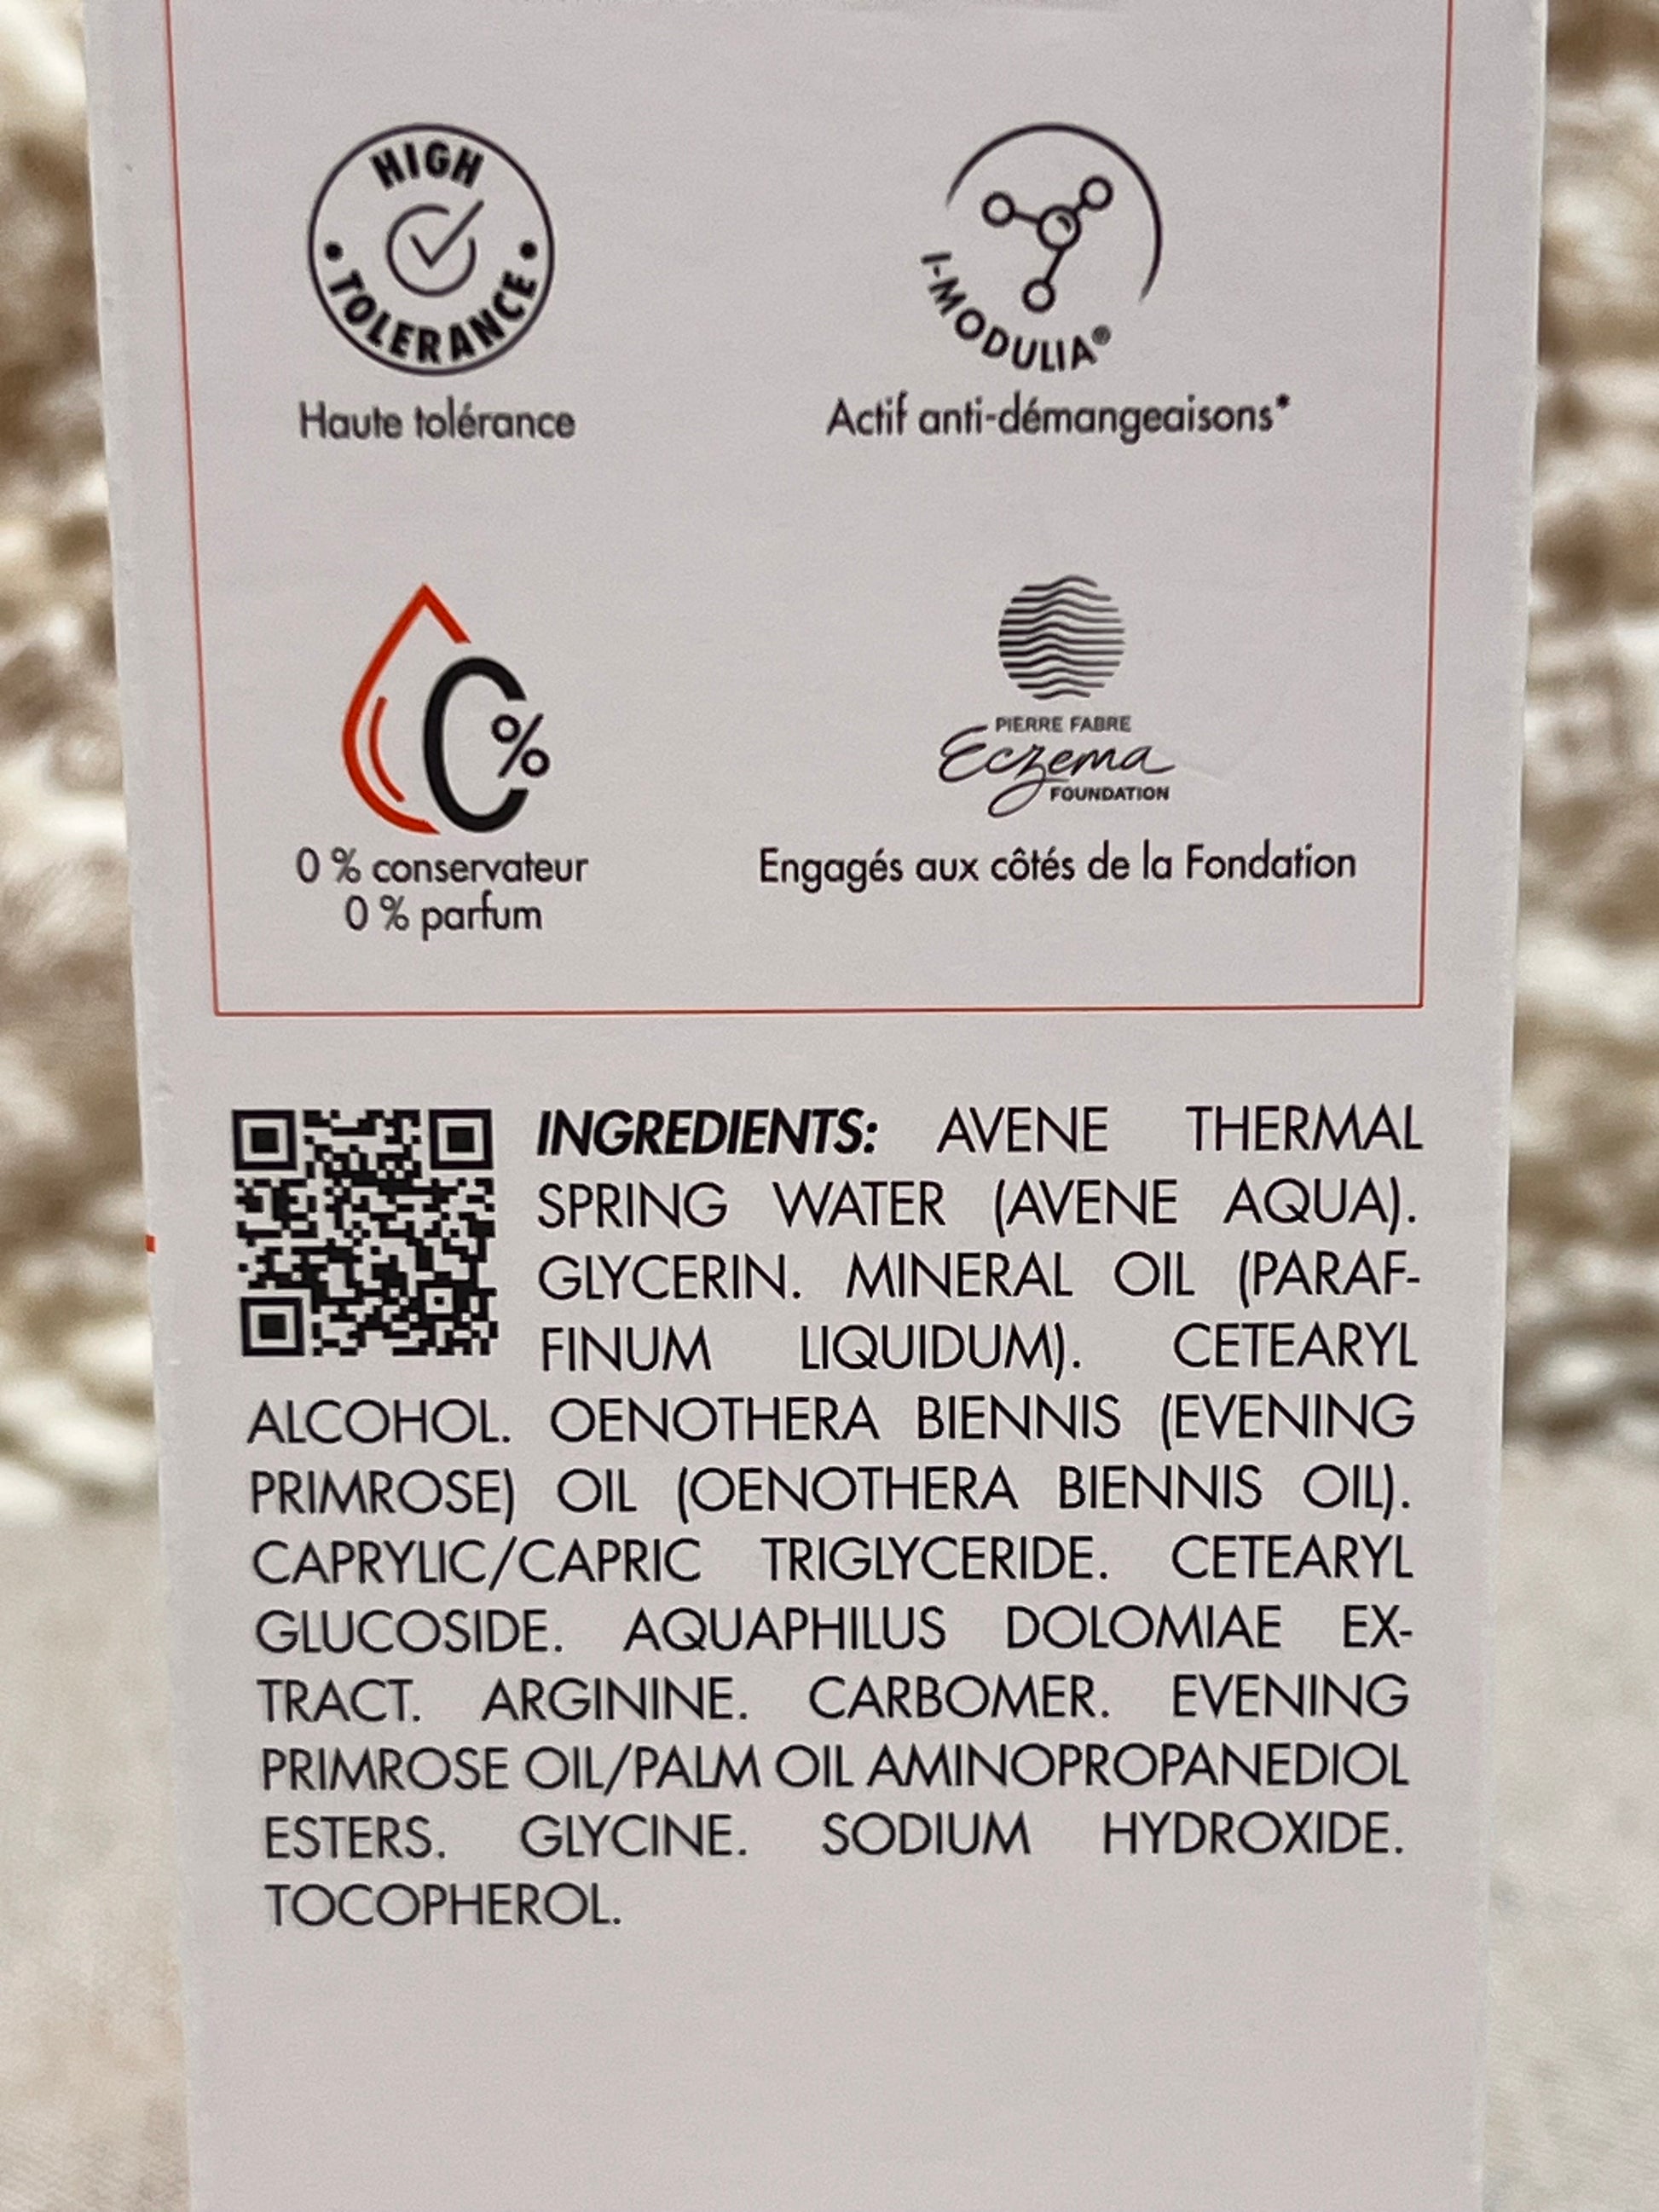 HIGH
TOLERANCE
Haute tolérance
I-MODULIA®
Actif anti-démangeaisons*
0%
0 % conservateur
0 % parfum
PIERRE FABRE
Eczema
FOUNDATION
Engagés aux côtés de la Fondation
INGREDIENTS: AVENE THERMAL
SPRING WATER (AVENE AQUA).
GLYCERIN. MINERAL OIL (PARAF-
FINUM LIQUIDUM). CETEARYL
ALCOHOL. OENOTHERA BIENNIS (EVENING
PRIMROSE) OIL (OENOTHERA BIENNIS OIL).
CAPRYLIC/CAPRIC TRIGLYCERIDE. CETEARYL
GLUCOSIDE. AQUAPHILUS DOLOMIAE EX-
TRACT. ARGININE. CARBOMER. EVENING
PRIMROSE OIL/PALM OIL AMINOPROPANEDIOL
ESTERS. GLYCINE. SODIUM HYDROXIDE.
TOCOPHEROL.